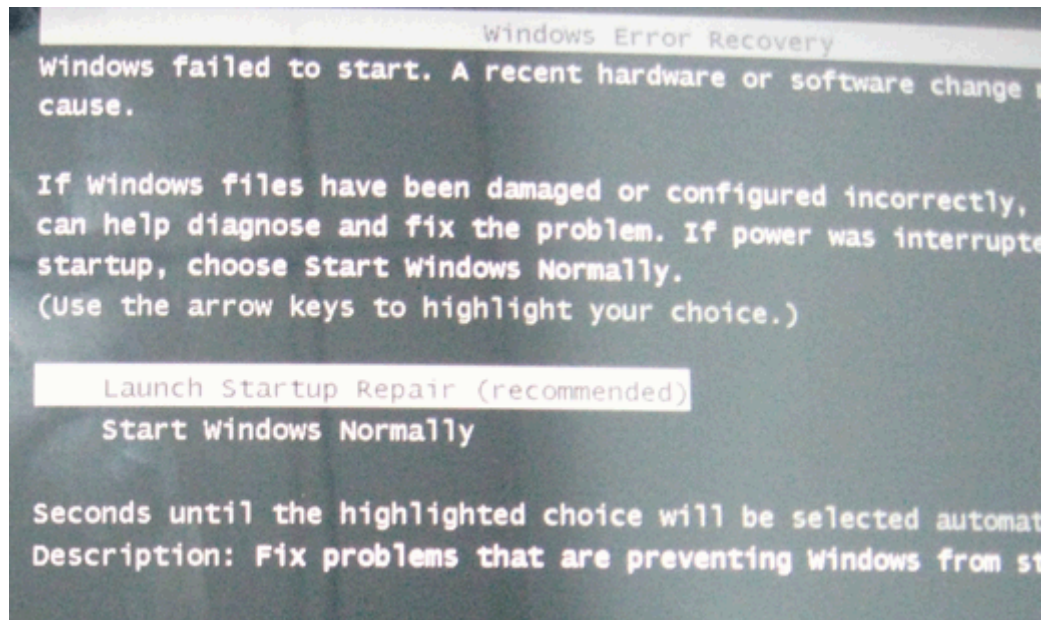 Windows Error Recovery
Windows failed to start. A recent hardware or software change
cause.
If Windows files have been damaged or configured incorrectly,
can help diagnose and fix the problem. If power was interrupte
startup, choose Start Windows Normally.
(Use the arrow keys to highlight your choice.)
Launch Startup Repair (recommended)
Start Windows Normally
Seconds until the highlighted choice will be selected automat
Description: Fix problems that are preventing Windows from st